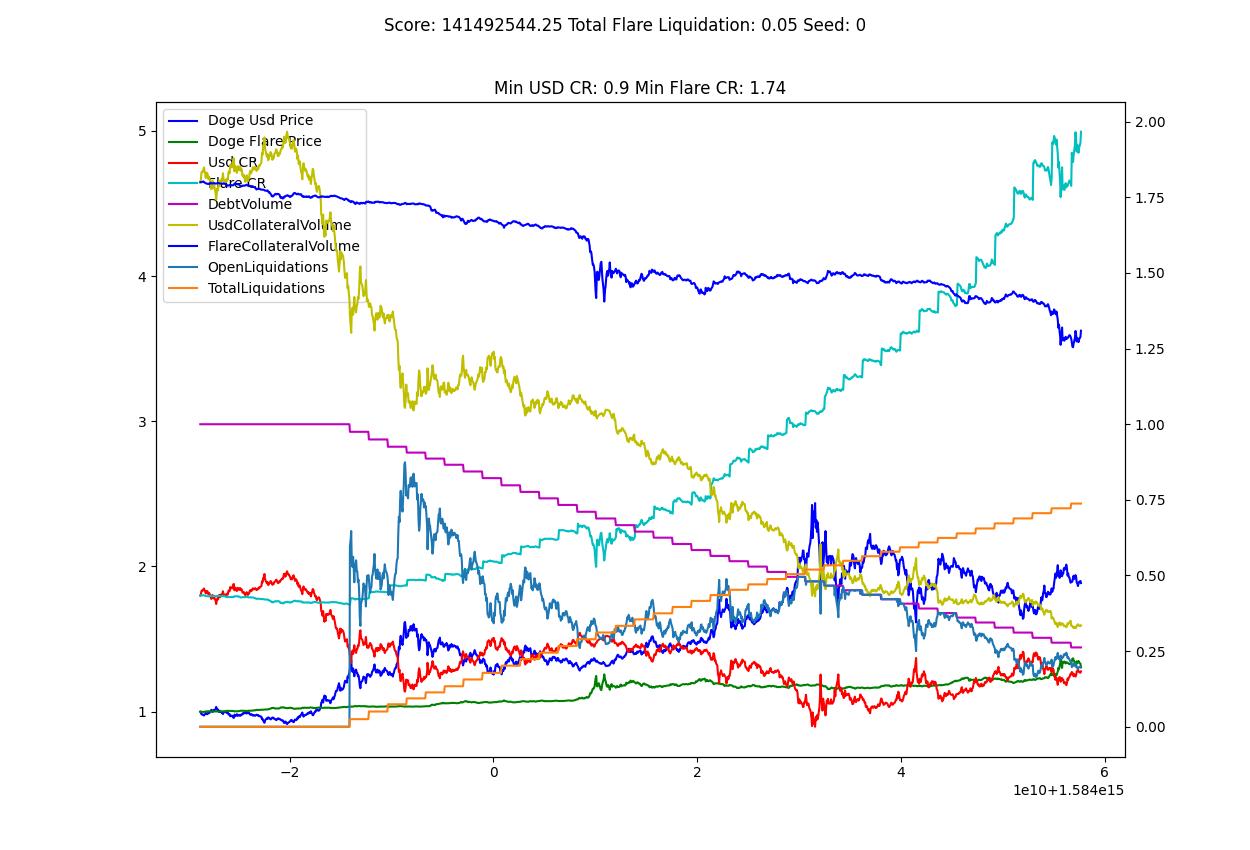 Score: 141492544.25 Total Flare Liquidation: 0.05 Seed: 0
Min USD CR: 0.9 Min Flare CR: 1.74
Doge Usd Price
Doge Flare Price
Usd CR
Flare CR
DebtVolume
UsdCollateralVolume
FlareCollateralVolume
OpenLiquidations
TotalLiquidations
5
4
3
2
1
2.00
1.75
1.50
1.25
1.00
0.75
0.50
0.25
0.00
−2
0
2
4
6
1e10+1.584e15